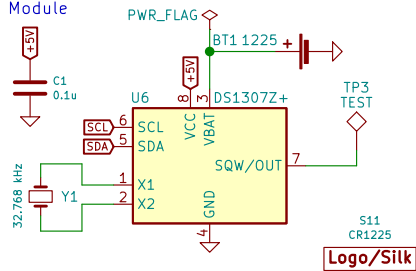 Module
PWR_FLAG
+5V
BT1 1225
+
C1
0.1u
+5V
TP3
TEST
U6
8
3
DS1307Z+
VCC
VBAT
SCL
6
SCL
SDA
5
SDA
SQW/OUT
7
32.768 kHz
Y1
1
X1
2
X2
GND
4
S11
CR1225
Logo/Silk